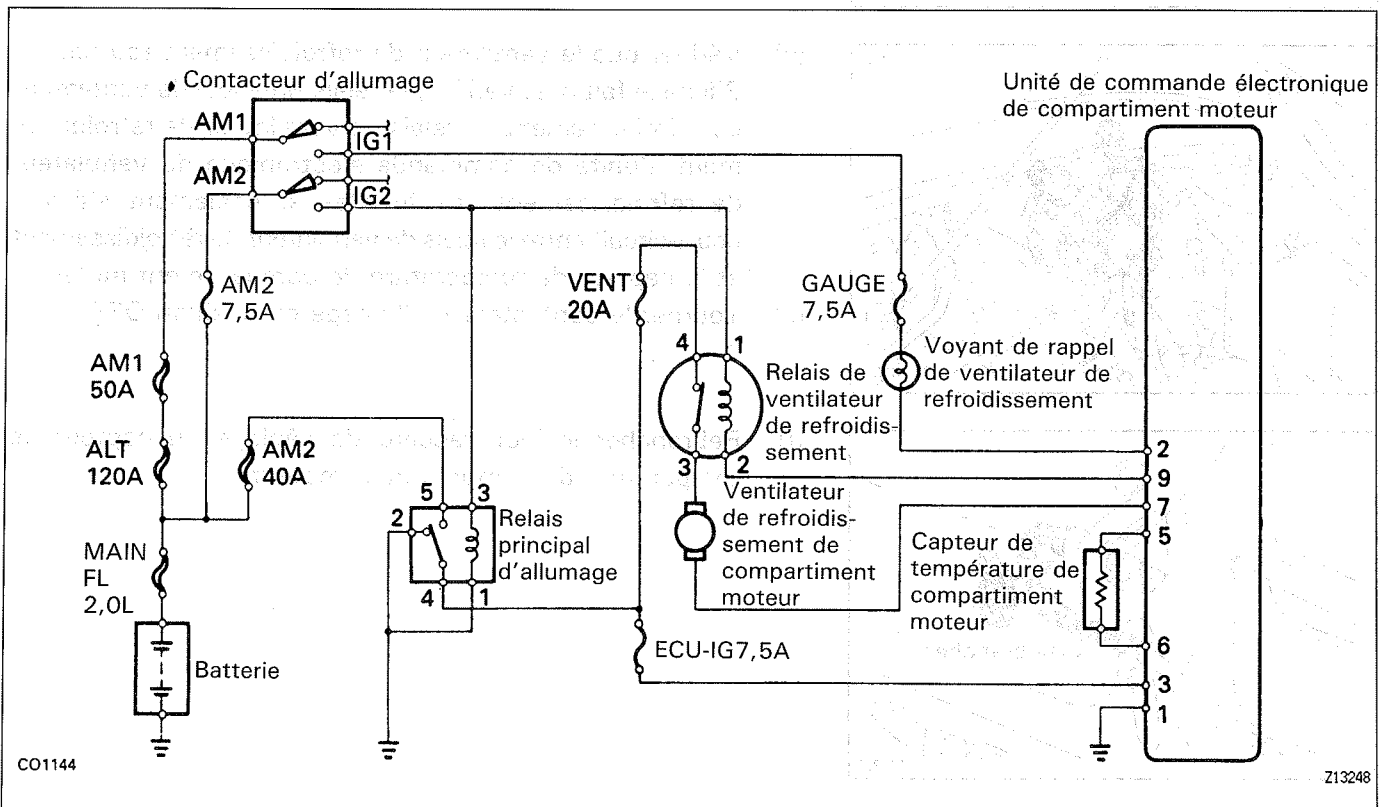 Contacteur d'allumage
Unité de commande électronique
de compartiment moteur
AM1
IG1
AM2
IG2
AM2
7,5A
VENT
20A
GAUGE
7,5A
AM1
50A
4
1
Voyant de rappel
de ventilateur de
refroidissement
Relais de
ventilateur
de refroidis-
sement
ALT
120A
AM2
40A
3
2
2
9
7
5
5
3
2
Relais
principal
d'allumage
4
1
Ventilateur
de refroidis-
sement de
compartiment
moteur
Capteur de
température de
compartiment
moteur
MAIN
FL
2,0L
6
ECU-IG7,5A
Batterie
3
1
CO1144
Z13248